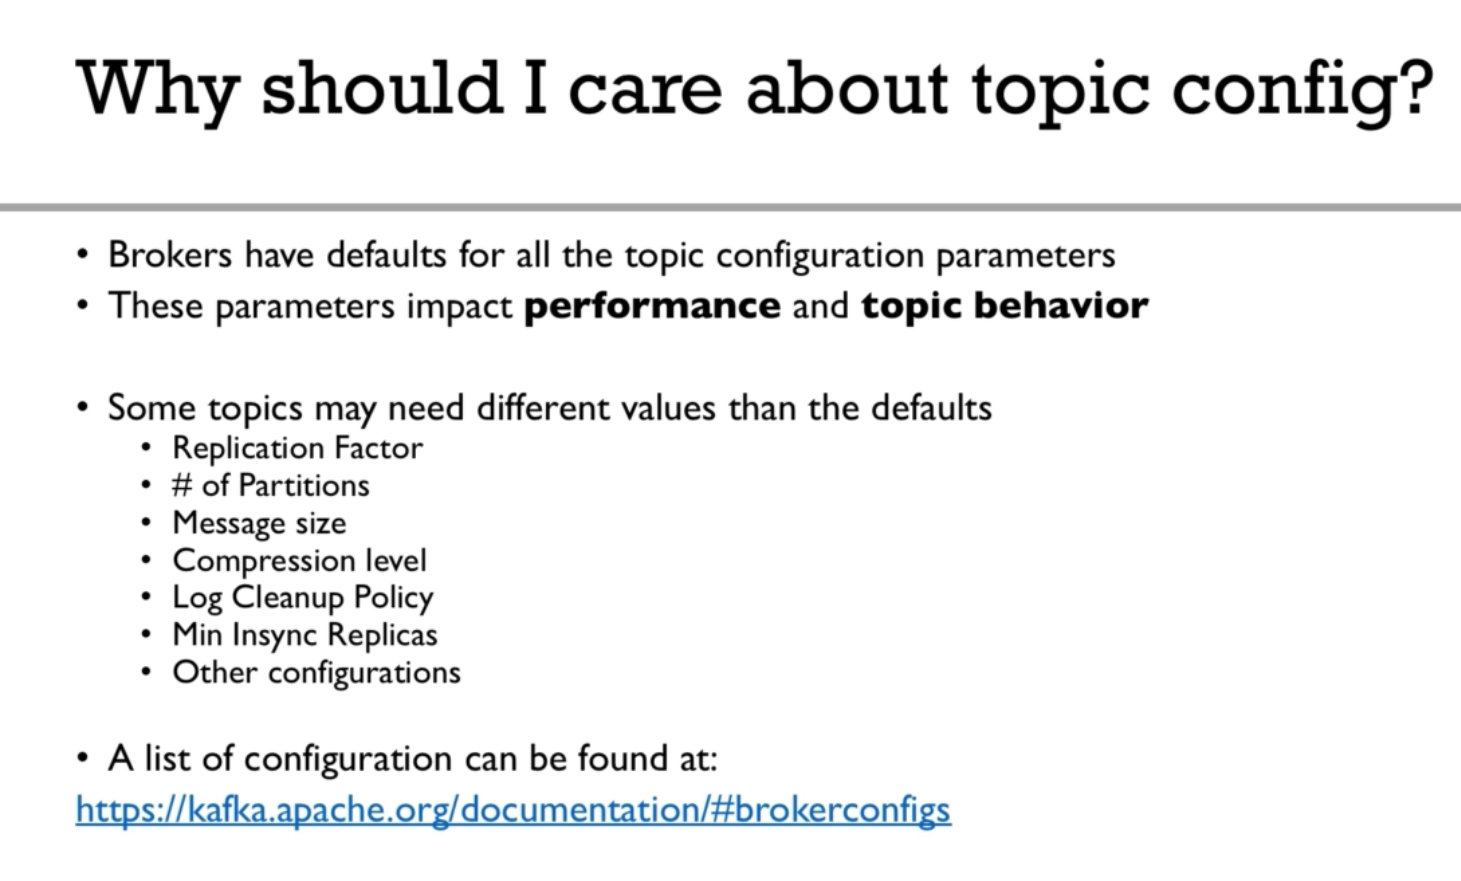 Why should I care about topic config?
• Brokers have defaults for all the topic configuration parameters
• These parameters impact performance and topic behavior
• Some topics may need different values than the defaults
• Replication Factor
• # of Partitions
• Message size
• Compression level
• Log Cleanup Policy
• Min Insync Replicas
• Other configurations
• A list of configuration can be found at:
https://kafka.apache.org/documentation/#brokerconfigs